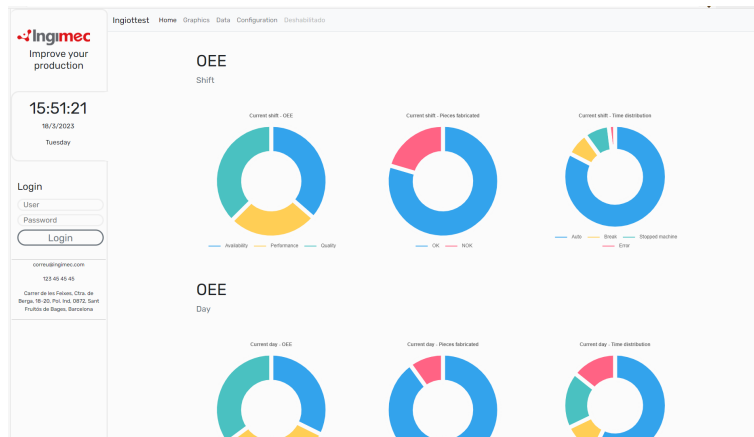 Ingimec
Improve your
production
15:51:21
18/3/2023
Tuesday
Login
User
Password
Login
correu@ingimec.com
123 45 45 45
Carrer de les Feixes, Ctra. de
Berga, 18-20, Pol. Ind. 0872, Sant
Fruitós de Bages, Barcelona
Ingiottest Home Graphics Data Configuration Deshabilitado
OEE
Shift
Current shift - OEE
Availability Performance Quality
Current shift - Pieces fabricated
OK NOK
Current shift - Time distribution
Auto Break Stopped machine
Error
OEE
Day
Current day - OEE
Current day - Pieces fabricated
Current day - Time distribution